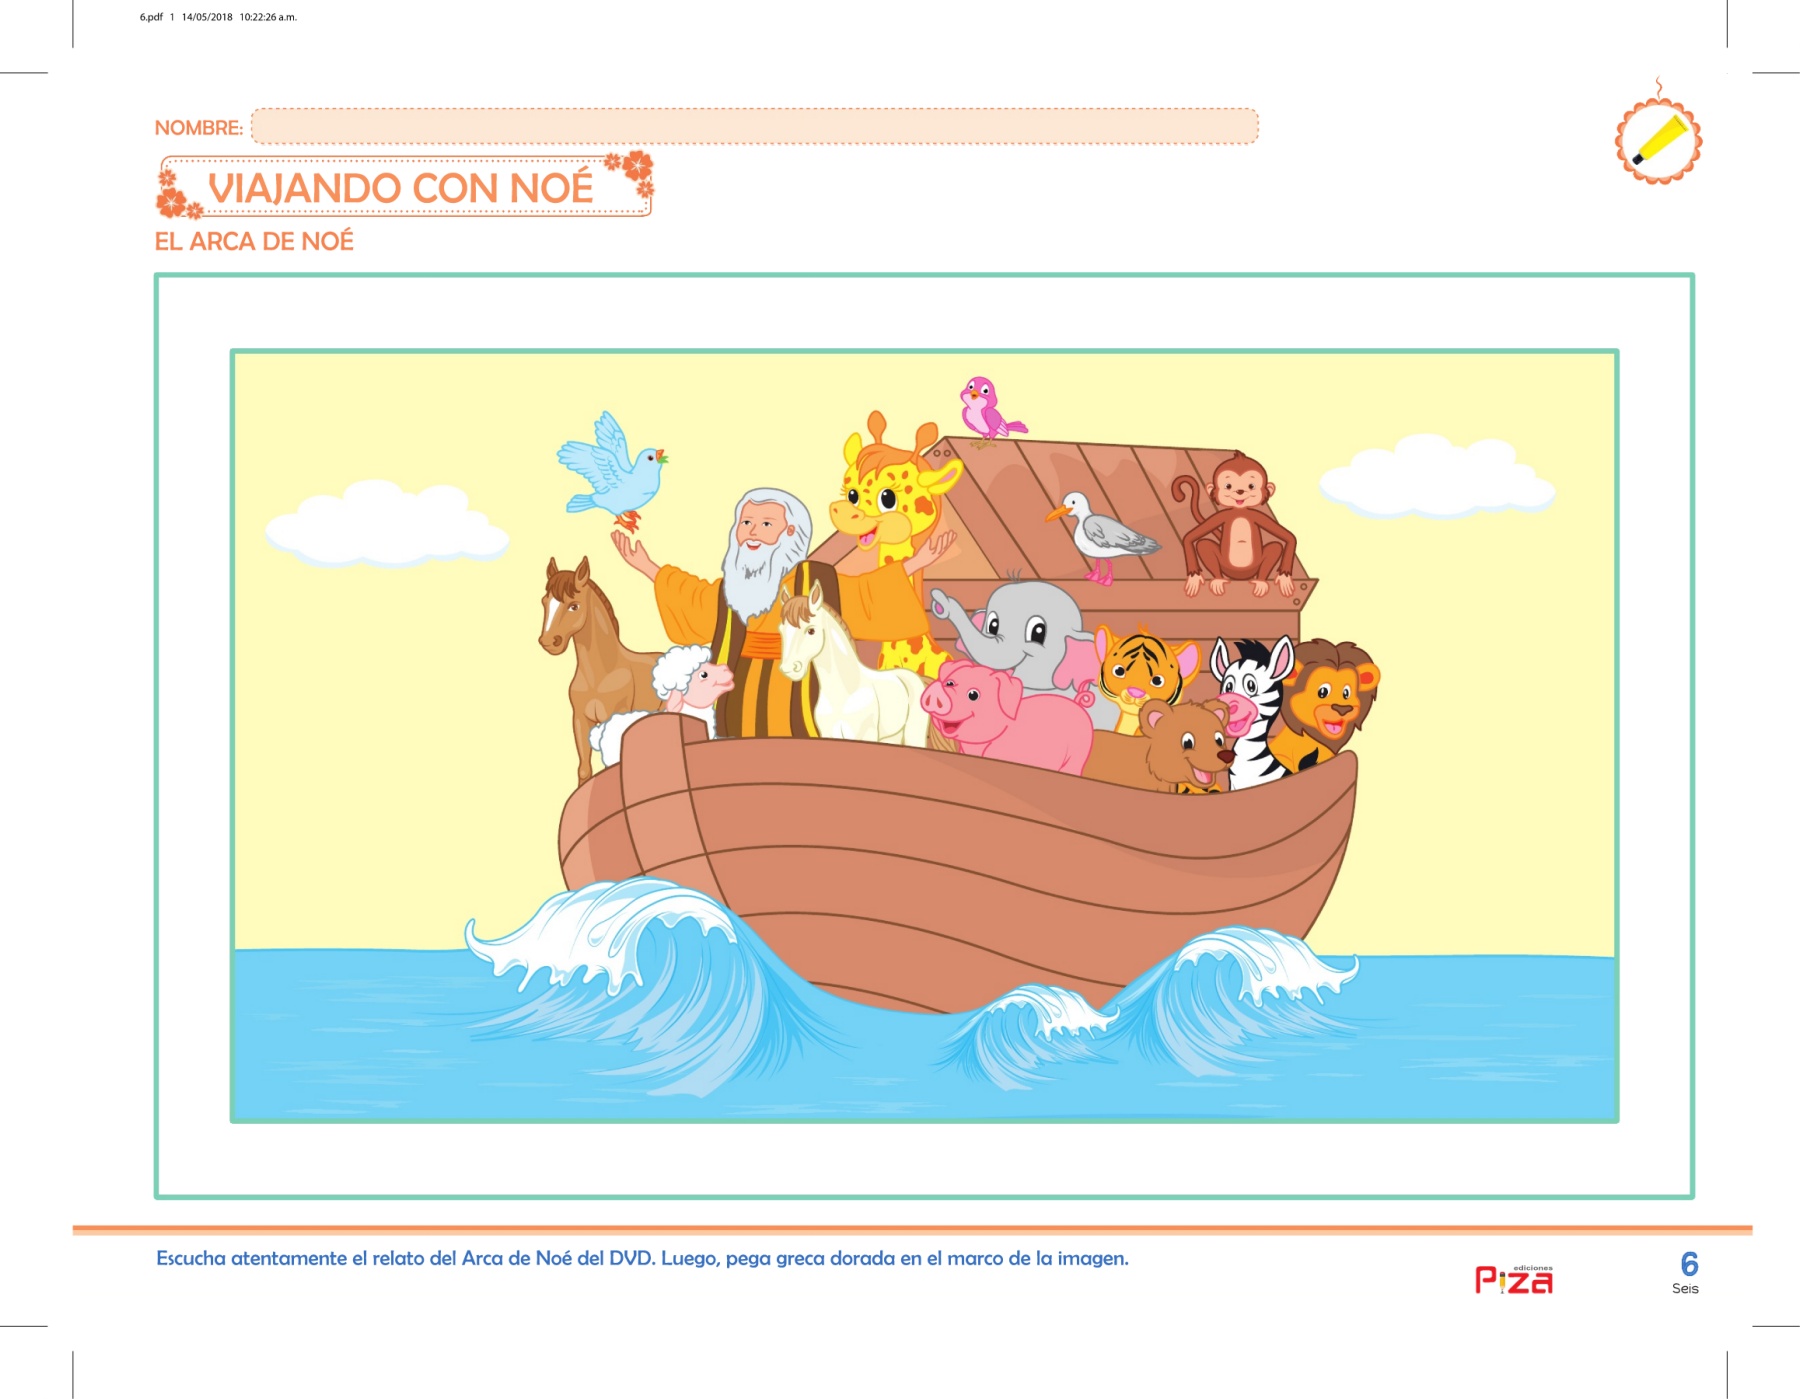 6.pdf 1 14/05/2018 10:22:26 a.m.
NOMBRE:
VIAJANDO CON NOÉ
EL ARCA DE NOÉ
Escucha atentamente el relato del Arca de Noé del DVD. Luego, pega greca dorada en el marco de la imagen.
ediciones
Piza
6
Seis